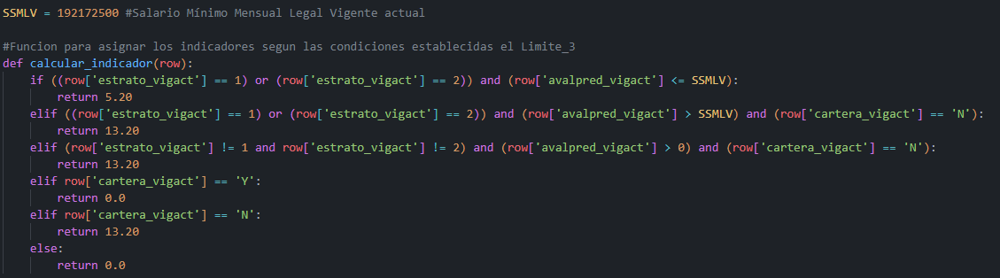 SSMLV = 192172500 #Salario Mínimo Mensual Legal Vigente actual
#Funcion para asignar los indicadores segun las condiciones establecidas el Limite_3
def calcular_indicador(row):
    if ((row['estrato_vigact'] == 1) or (row['estrato_vigact'] == 2)) and (row['avalpred_vigact'] <= SSMLV):
        return 5.20
    elif ((row['estrato_vigact'] == 1) or (row['estrato_vigact'] == 2)) and (row['avalpred_vigact'] > SSMLV) and (row['cartera_vigact'] == 'N'):
        return 13.20
    elif (row['estrato_vigact'] != 1 and row['estrato_vigact'] != 2) and (row['avalpred_vigact'] > 0) and (row['cartera_vigact'] == 'N'):
        return 13.20
    elif row['cartera_vigact'] == 'Y':
        return 0.0
    elif row['cartera_vigact'] == 'N':
        return 13.20
    else:
        return 0.0